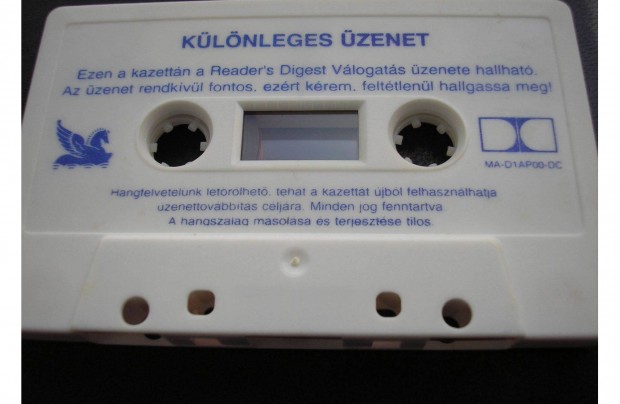 KÜLÖNLEGES ÜZENET
Ezen a kazettán a Reader's Digest Válogatás üzenete hallható.
Az üzenet rendkívül fontos, ezért kérem, feltétlenül hallgassa meg!
MA-D1AP00-DC
Hangfelvételünk letörölhető, tehát a kazettát újból felhasználhatja
üzenettovábbítás céljára. Minden jog fenntartva.
A hangszalag másolása és terjesztése tilos.